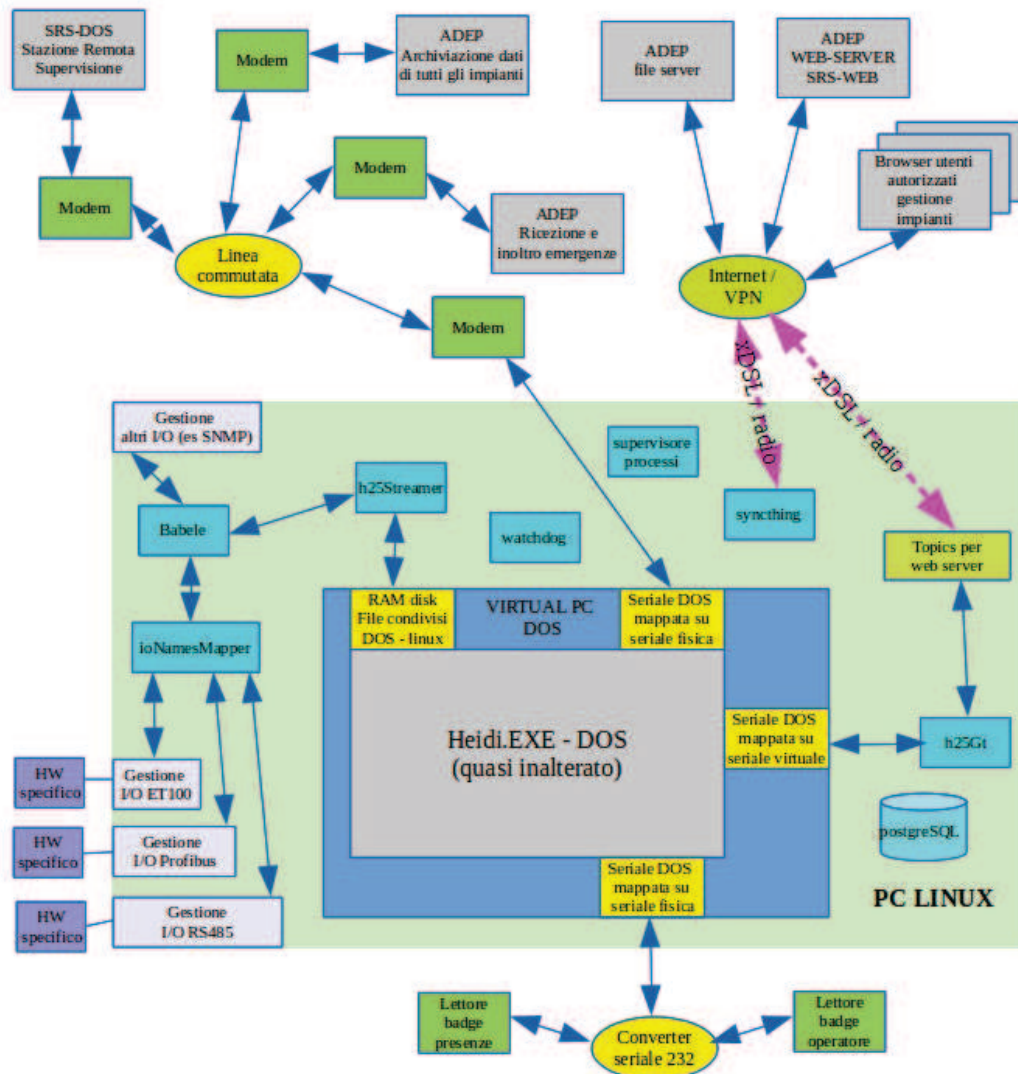 SRS-DOS
Stazione Remota
Supervisione
Modem
ADEP
Archiviazione dati
di tutti gli impianti
ADEP
file server
ADEP
WEB-SERVER
SRS-WEB
Modem
Modem
Browser utenti
autorizzati
gestione
impianti
ADEP
Ricezione e
inoltro emergenze
Linea
commutata
Internet /
VPN
Modem
xDSL / radio
xDSL / radio
Gestione
altri I/O (es SNMP)
supervisore
processi
h25Streamer
syncthing
Babele
watchdog
Topics per
web server
RAM disk
File condivisi
DOS - linux
VIRTUAL PC
DOS
Seriale DOS
mappata su
seriale fisica
ioNamesMapper
Heidi.EXE - DOS
(quasi inalterato)
Seriale DOS
mappata su
seriale virtuale
h25Gt
HW
specifico
Gestione
I/O ET100
postgreSQL
HW
specifico
Gestione
I/O Profibus
Seriale DOS
mappata su
seriale fisica
PC LINUX
HW
specifico
Gestione
I/O RS485
Lettore
badge
presenze
Converter
seriale 232
Lettore
badge
operatore